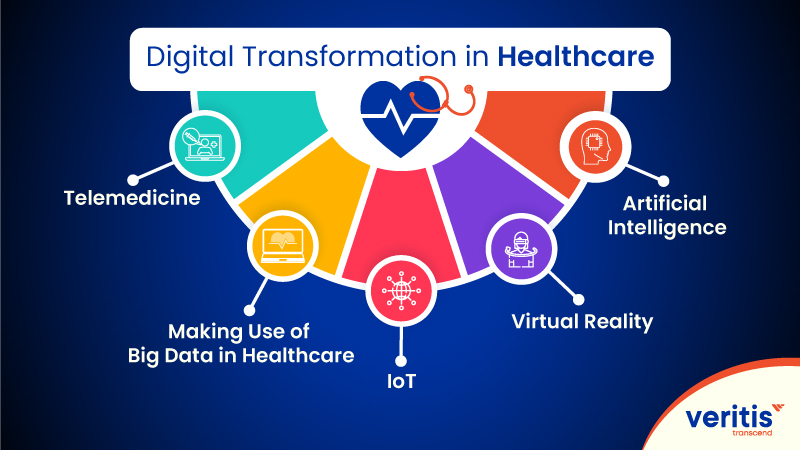 Digital Transformation in Healthcare
Telemedicine
Making Use of
Big Data in Healthcare
IoT
Virtual Reality
Artificial
Intelligence
veritis
transcend